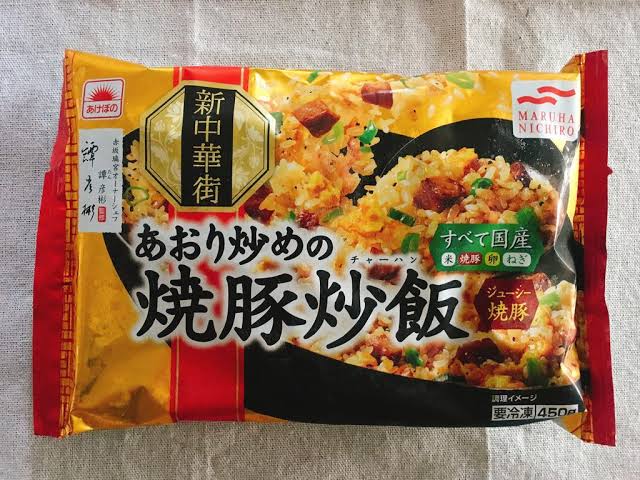 あけぼの
新中華街
赤坂璃宮オーナーシェフ
譚彦彬 監修
譚彦彬
MARUHA
NICHIRO
あおり炒めの
チャーハン
焼豚炒飯
すべて国産
米 焼豚 卵 ねぎ
ジューシー
焼豚
調理イメージ
要冷凍 450g